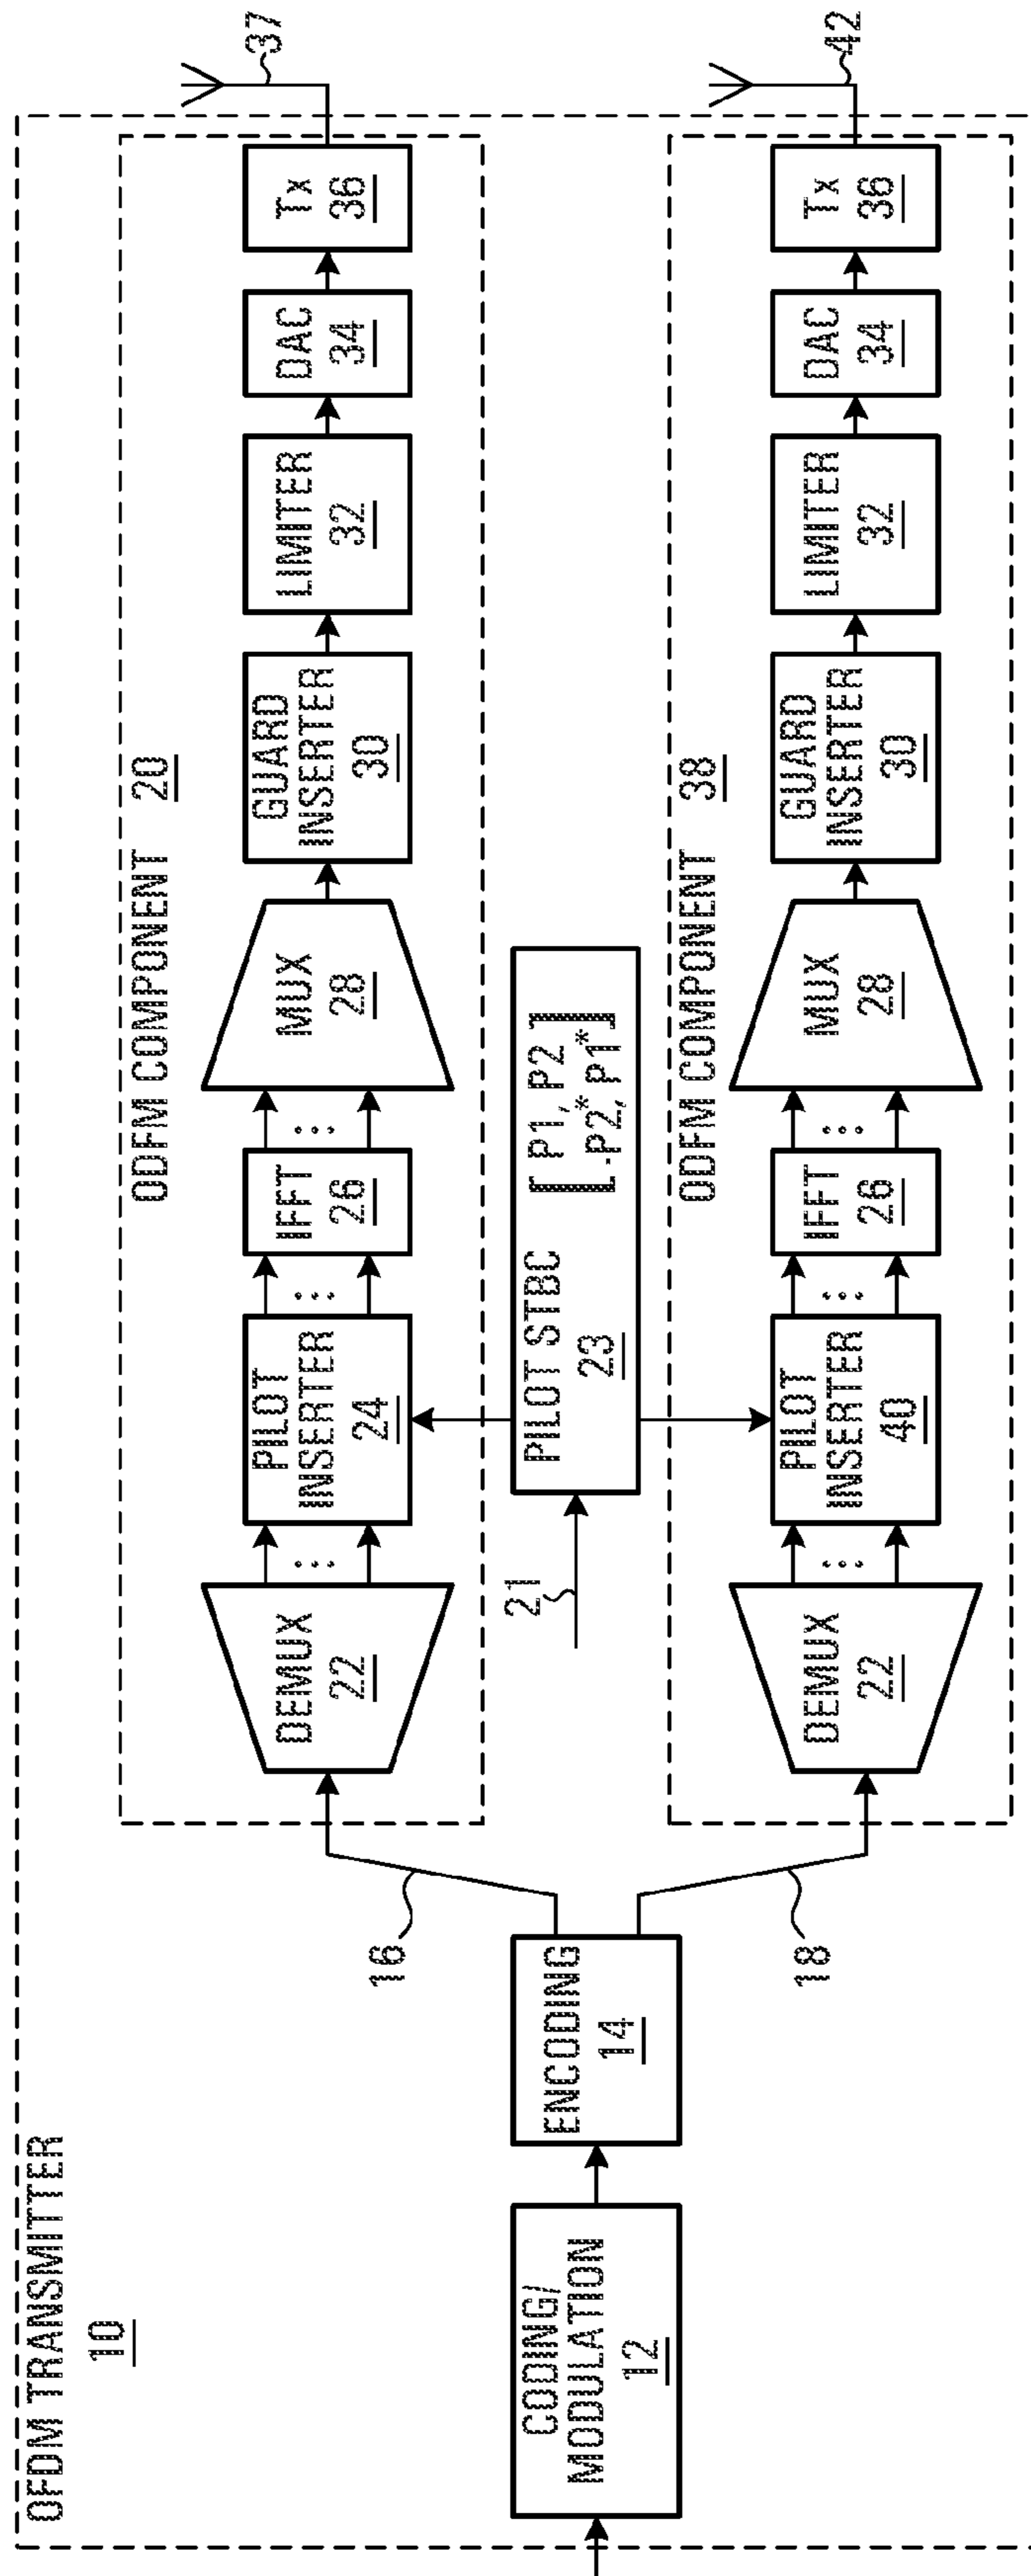 OFDM TRANSMITTER
10
CODING/
MODULATION
12
ENCODING
14
16
18
ODFM COMPONENT 20
DEMUX
22
PILOT
INSERTER
24
IFFT
26
MUX
28
GUARD
INSERTER
30
LIMITER
32
DAC
34
Tx
36
37
21
PILOT STBC
23
[ P1, P2 ]
[-P2*, P1*]
ODFM COMPONENT 38
DEMUX
22
PILOT
INSERTER
40
IFFT
26
MUX
28
GUARD
INSERTER
30
LIMITER
32
DAC
34
Tx
36
42